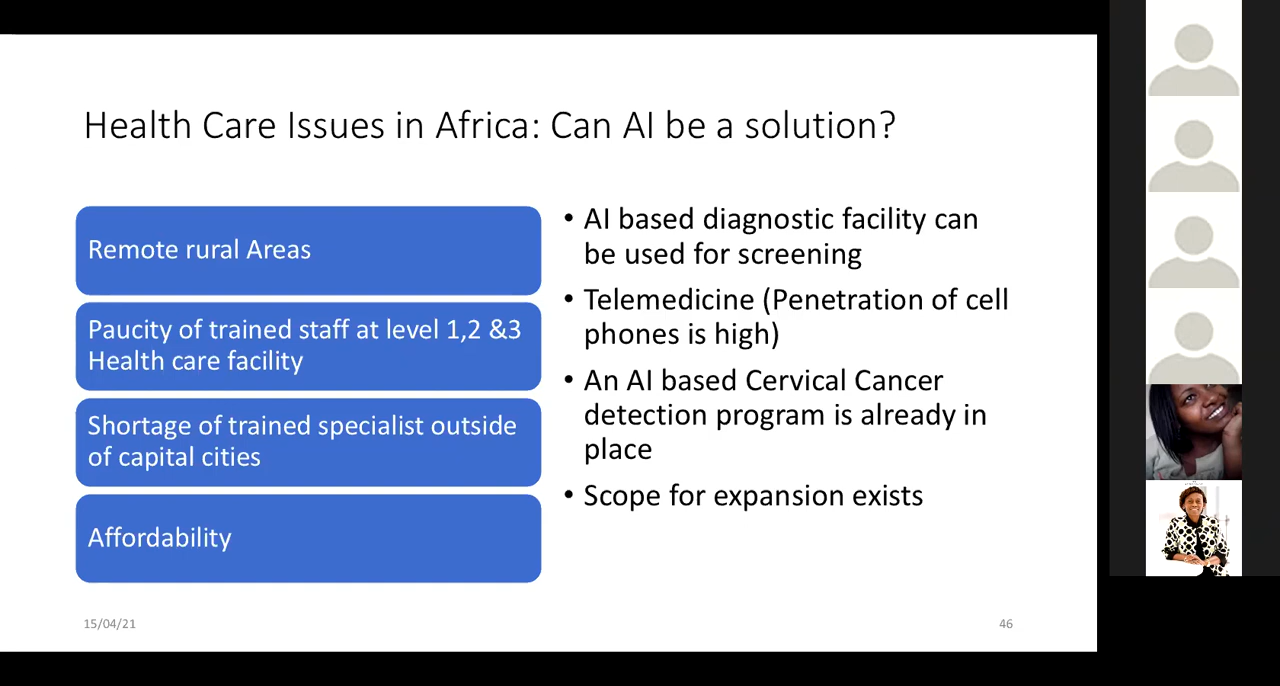 Health Care Issues in Africa: Can AI be a solution?
Remote rural Areas
Paucity of trained staff at level 1,2 &3
Health care facility
Shortage of trained specialist outside
of capital cities
Affordability
• AI based diagnostic facility can
be used for screening
• Telemedicine (Penetration of cell
phones is high)
• An AI based Cervical Cancer
detection program is already in
place
• Scope for expansion exists
15/04/21
46